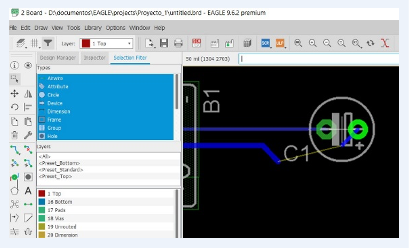 2 Board - D:\documentos\EAGLE\projects\Proyecto_1\untitled.brd - EAGLE 9.6.2 premium
File Edit Draw View Tools Library Options Window Help
Layer: 1 Top
Design Manager Inspector Selection Filter
50 mil (1304 2763)
Types
Airwire
Attribute
Circle
Device
Dimension
Frame
Group
Hole
Layers
<All>
<Preset_Bottom>
<Preset_Standard>
<Preset_Top>
1 Top
16 Bottom
17 Pads
18 Vias
19 Unrouted
20 Dimension
B1
C1
+